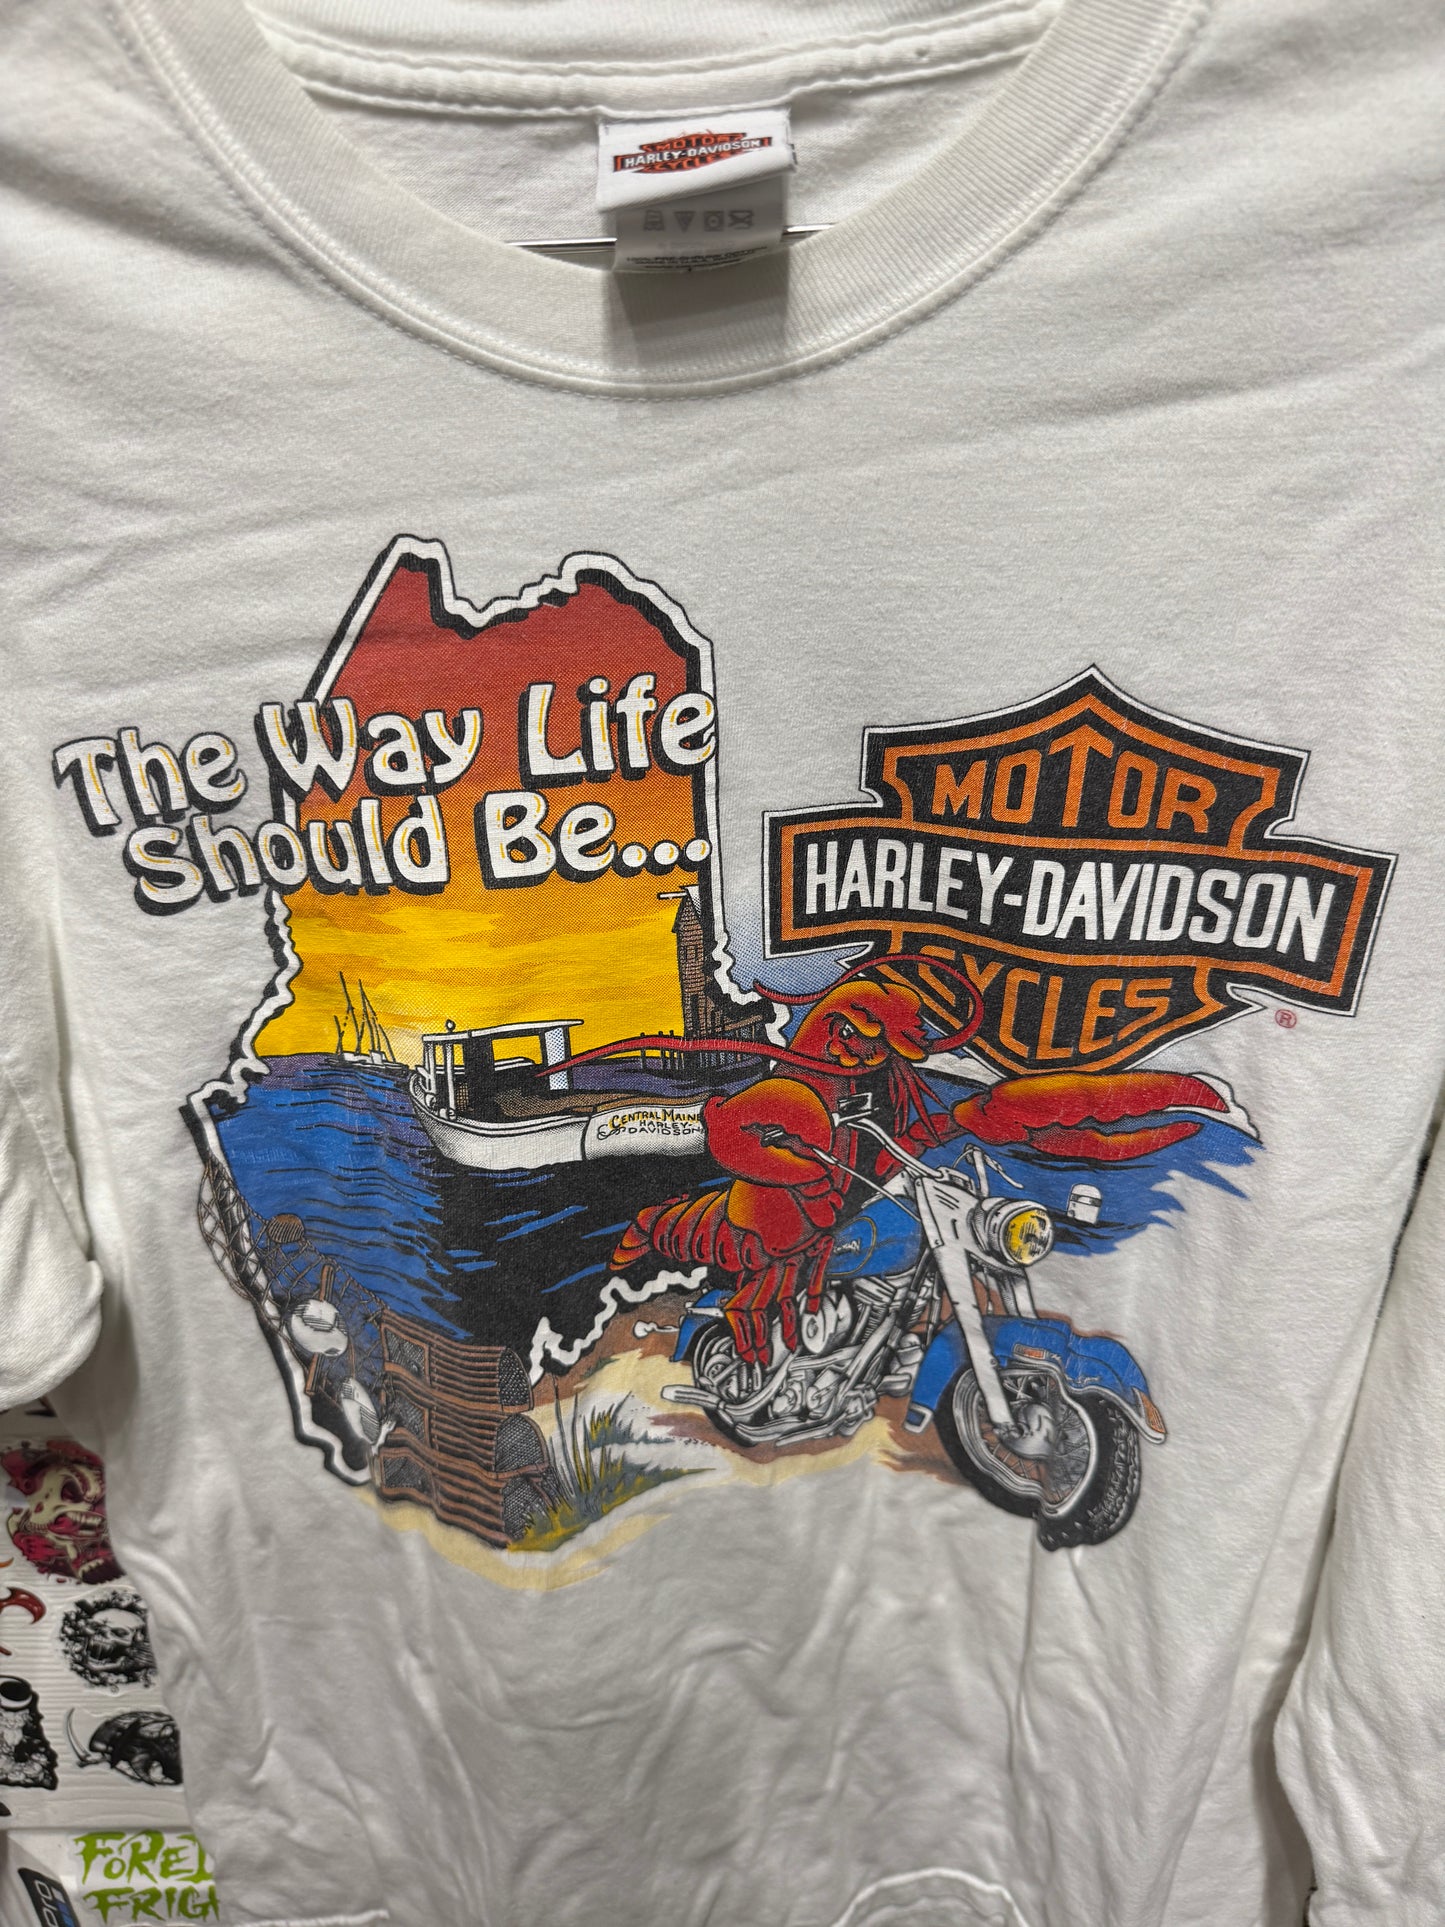 MOTOR
HARLEY-DAVIDSON
CYCLES
The Way Life
Should Be...
MOTOR
HARLEY-DAVIDSON
CYCLES
®
CENTRAL MAINE
HARLEY-
DAVIDSON